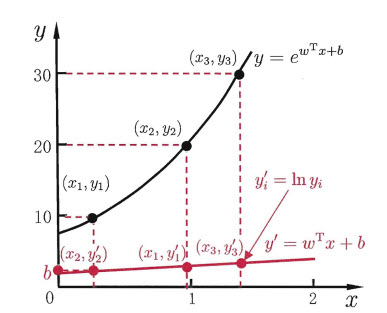 y
(x₃, y₃)
y = e^{wᵀx+b}
30
(x₂, y₂)
20
(x₁, y₁)
y′ᵢ = ln yᵢ
10
(x₂, y′₂)
(x₁, y′₁)
(x₃, y′₃)
y′ = wᵀx + b
b
0
1
2
x